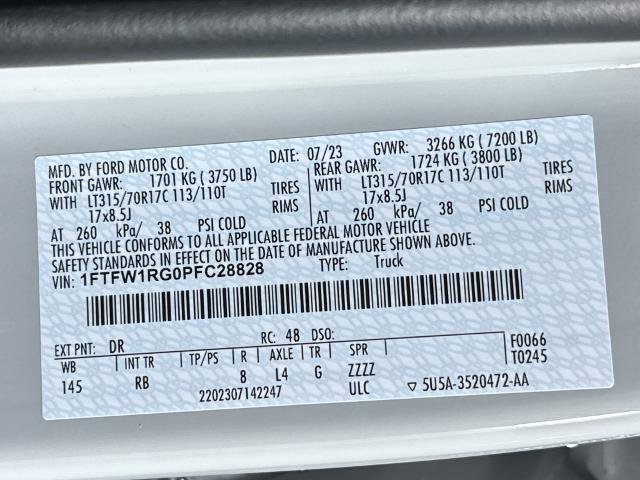 MFD. BY FORD MOTOR CO. DATE: 07/23 GVWR: 3266 KG ( 7200 LB)
FRONT GAWR: 1701 KG ( 3750 LB) REAR GAWR: 1724 KG ( 3800 LB)
WITH LT315/70R17C 113/110T TIRES WITH LT315/70R17C 113/110T TIRES
17x8.5J RIMS 17x8.5J RIMS
AT 260 kPa/ 38 PSI COLD AT 260 kPa/ 38 PSI COLD
THIS VEHICLE CONFORMS TO ALL APPLICABLE FEDERAL MOTOR VEHICLE
SAFETY STANDARDS IN EFFECT ON THE DATE OF MANUFACTURE SHOWN ABOVE.
VIN: 1FTFW1RG0PFC28828 TYPE: Truck
EXT PNT: DR RC: 48 DSO: F0066
WB INT TR TP/PS R AXLE TR SPR T0245
145 RB 8 L4 G ZZZZ
2202307142247 ULC ▽ 5U5A-3520472-AA